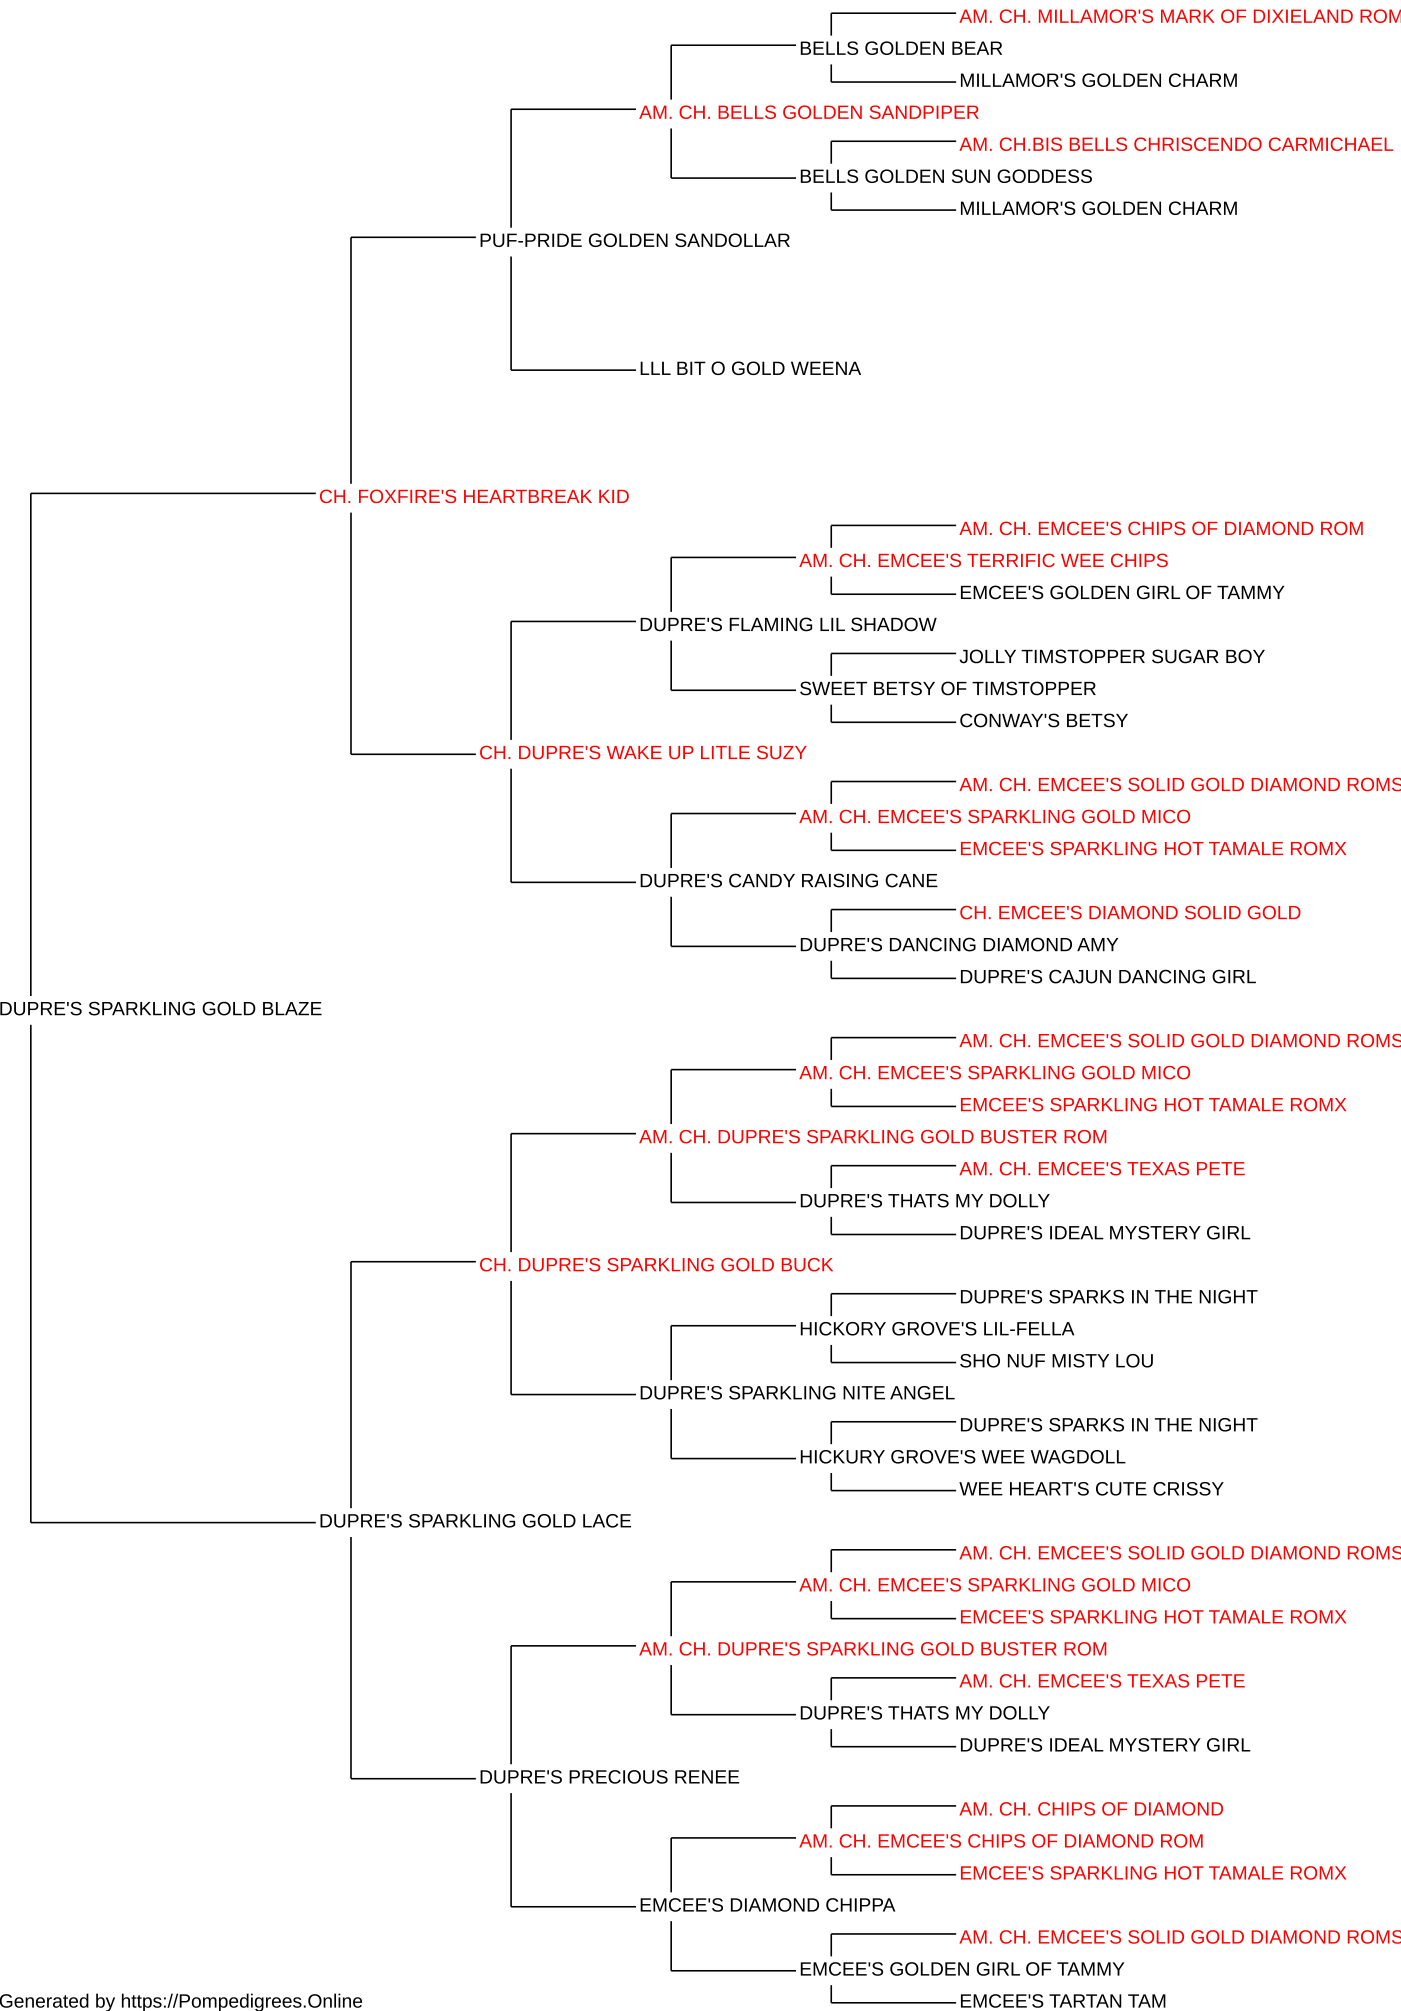 AM. CH. MILLAMOR'S MARK OF DIXIELAND ROM
BELLS GOLDEN BEAR
MILLAMOR'S GOLDEN CHARM
AM. CH. BELLS GOLDEN SANDPIPER
AM. CH.BIS BELLS CHRISCENDO CARMICHAEL
BELLS GOLDEN SUN GODDESS
MILLAMOR'S GOLDEN CHARM
PUF-PRIDE GOLDEN SANDOLLAR
LLL BIT O GOLD WEENA
CH. FOXFIRE'S HEARTBREAK KID
AM. CH. EMCEE'S CHIPS OF DIAMOND ROM
AM. CH. EMCEE'S TERRIFIC WEE CHIPS
EMCEE'S GOLDEN GIRL OF TAMMY
DUPRE'S FLAMING LIL SHADOW
JOLLY TIMSTOPPER SUGAR BOY
SWEET BETSY OF TIMSTOPPER
CONWAY'S BETSY
CH. DUPRE'S WAKE UP LITLE SUZY
AM. CH. EMCEE'S SOLID GOLD DIAMOND ROMS
AM. CH. EMCEE'S SPARKLING GOLD MICO
EMCEE'S SPARKLING HOT TAMALE ROMX
DUPRE'S CANDY RAISING CANE
CH. EMCEE'S DIAMOND SOLID GOLD
DUPRE'S DANCING DIAMOND AMY
DUPRE'S CAJUN DANCING GIRL
DUPRE'S SPARKLING GOLD BLAZE
AM. CH. EMCEE'S SOLID GOLD DIAMOND ROMS
AM. CH. EMCEE'S SPARKLING GOLD MICO
EMCEE'S SPARKLING HOT TAMALE ROMX
AM. CH. DUPRE'S SPARKLING GOLD BUSTER ROM
AM. CH. EMCEE'S TEXAS PETE
DUPRE'S THATS MY DOLLY
DUPRE'S IDEAL MYSTERY GIRL
CH. DUPRE'S SPARKLING GOLD BUCK
DUPRE'S SPARKS IN THE NIGHT
HICKORY GROVE'S LIL-FELLA
SHO NUF MISTY LOU
DUPRE'S SPARKLING NITE ANGEL
DUPRE'S SPARKS IN THE NIGHT
HICKURY GROVE'S WEE WAGDOLL
WEE HEART'S CUTE CRISSY
DUPRE'S SPARKLING GOLD LACE
AM. CH. EMCEE'S SOLID GOLD DIAMOND ROMS
AM. CH. EMCEE'S SPARKLING GOLD MICO
EMCEE'S SPARKLING HOT TAMALE ROMX
AM. CH. DUPRE'S SPARKLING GOLD BUSTER ROM
AM. CH. EMCEE'S TEXAS PETE
DUPRE'S THATS MY DOLLY
DUPRE'S IDEAL MYSTERY GIRL
DUPRE'S PRECIOUS RENEE
AM. CH. CHIPS OF DIAMOND
AM. CH. EMCEE'S CHIPS OF DIAMOND ROM
EMCEE'S SPARKLING HOT TAMALE ROMX
EMCEE'S DIAMOND CHIPPA
AM. CH. EMCEE'S SOLID GOLD DIAMOND ROMS
EMCEE'S GOLDEN GIRL OF TAMMY
EMCEE'S TARTAN TAM
Generated by https://Pompedigrees.Online